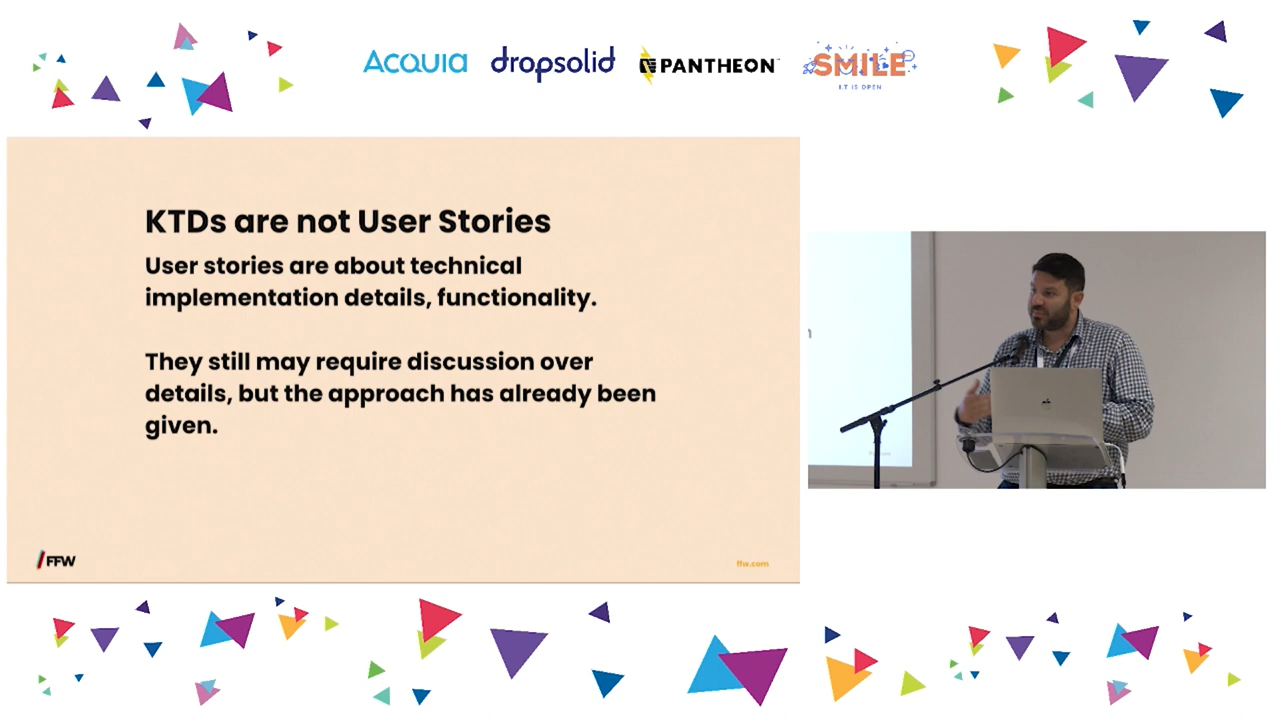 ACQUIA
dropsolid
PANTHEON
SMILE
I.T IS OPEN
KTDs are not User Stories
User stories are about technical
implementation details, functionality.
They still may require discussion over
details, but the approach has already been
given.
FFW
ffw.com